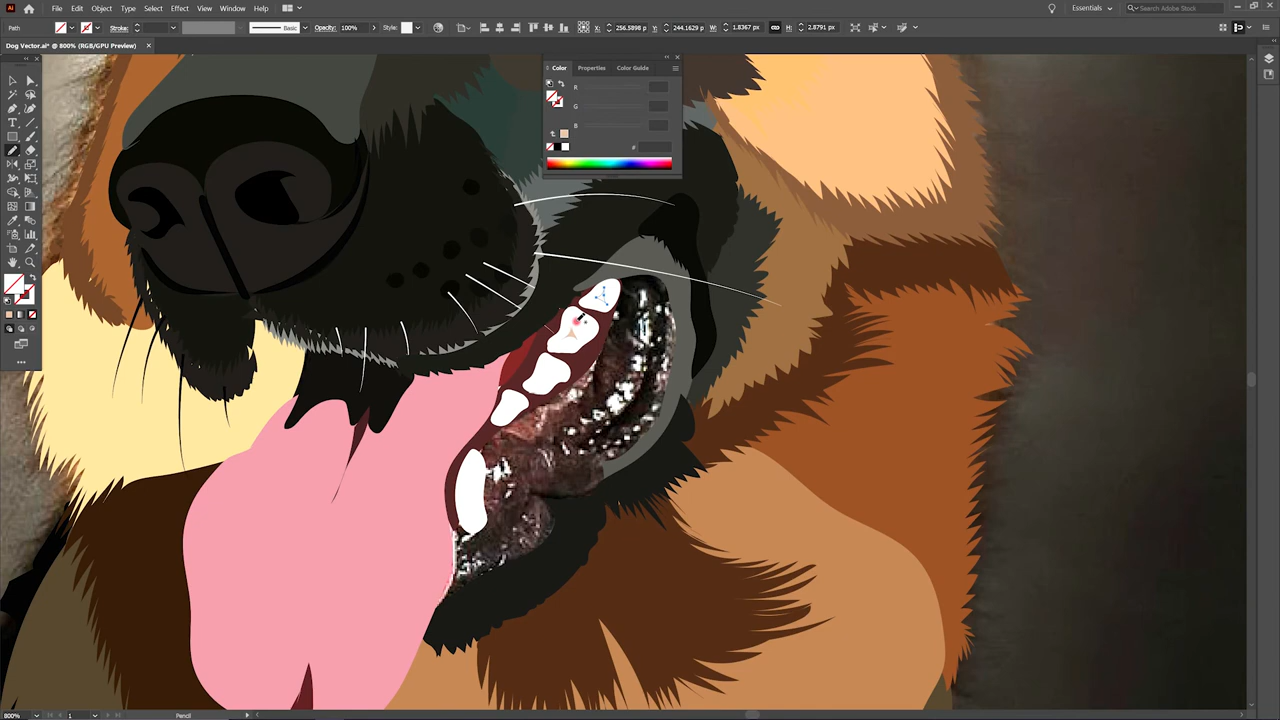 Ai File Edit Object Type Select Effect View Window Help Essentials Search Adobe Stock
Path Stroke: Basic Opacity: 100% Style: X: 256.5898 p Y: 244.1629 p W: 1.8367 px H: 2.8791 px
Dog Vector.ai* @ 800% (RGB/GPU Preview) ×
Color Properties Color Guide
R
G
B
#
800% 1 Pencil